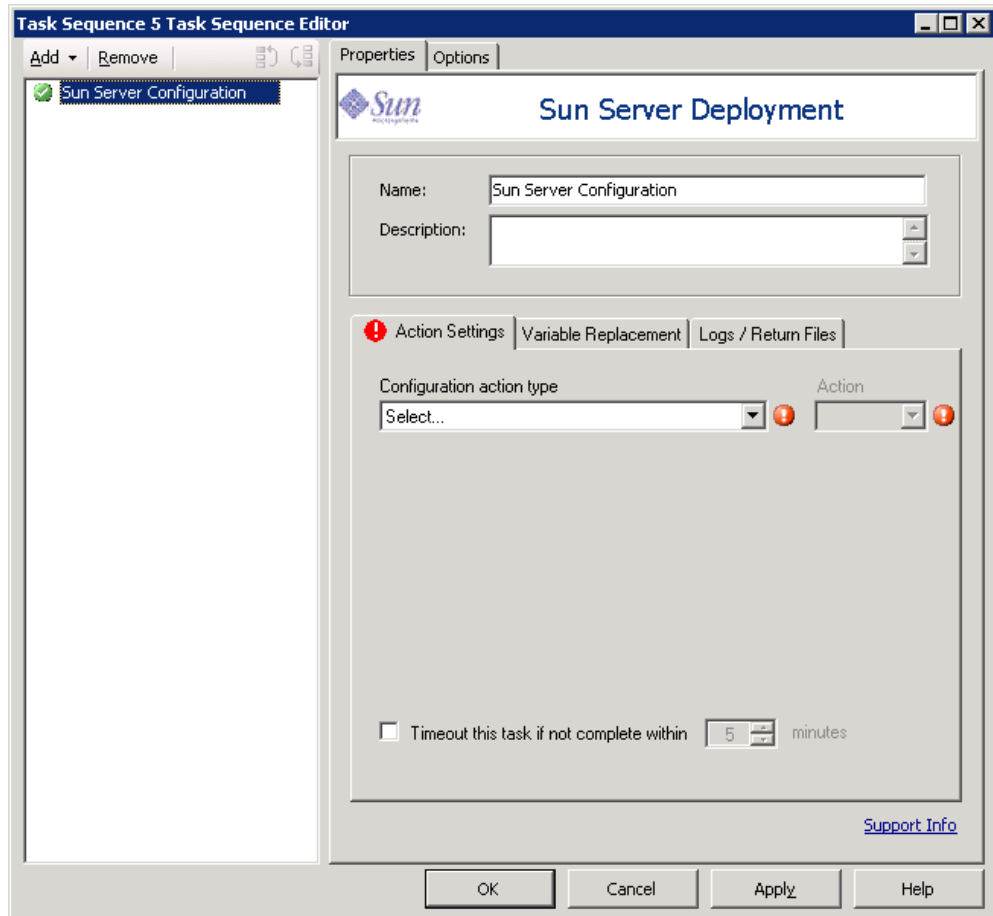 Task Sequence 5 Task Sequence Editor
Add Remove
Sun Server Configuration
Properties Options
Sun
microsystems
Sun Server Deployment
Name: Sun Server Configuration
Description:
Action Settings Variable Replacement Logs / Return Files
Configuration action type Action
Select...
Timeout this task if not complete within 5 minutes
Support Info
OK Cancel Apply Help